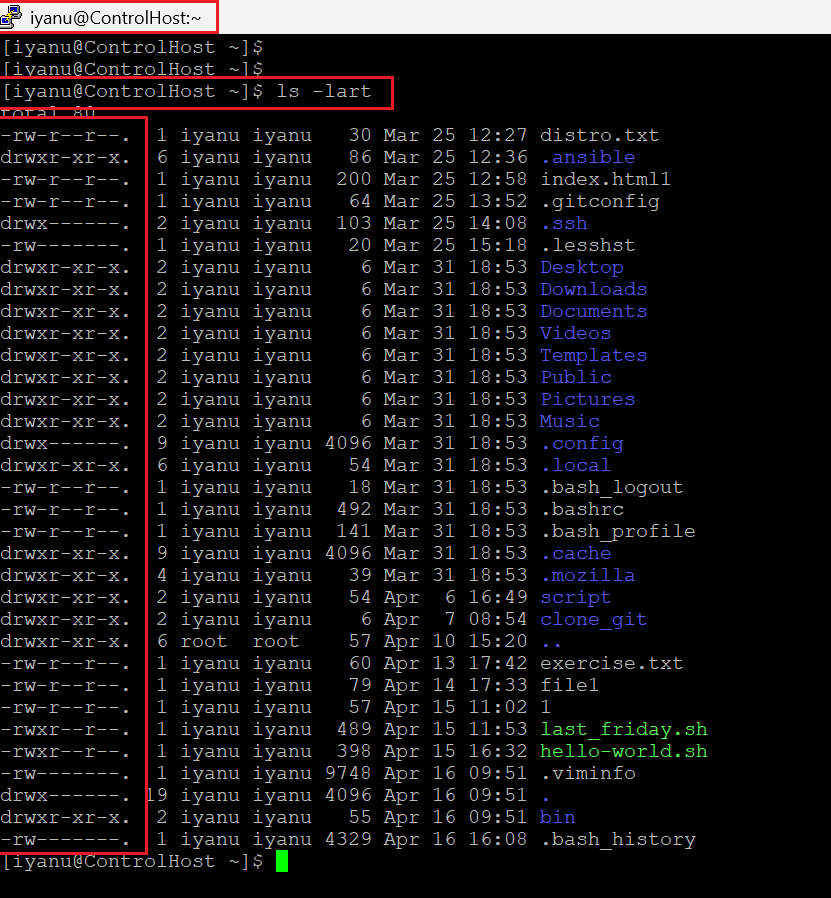 iyanu@ControlHost:~
[iyanu@ControlHost ~]$
[iyanu@ControlHost ~]$
[iyanu@ControlHost ~]$ ls -lart
total 80
-rw-r--r--. 1 iyanu iyanu   30 Mar 25 12:27 distro.txt
drwxr-xr-x. 6 iyanu iyanu   86 Mar 25 12:36 .ansible
-rw-r--r--. 1 iyanu iyanu  200 Mar 25 12:58 index.html1
-rw-r--r--. 1 iyanu iyanu   64 Mar 25 13:52 .gitconfig
drwx------. 2 iyanu iyanu  103 Mar 25 14:08 .ssh
-rw-------. 1 iyanu iyanu   20 Mar 25 15:18 .lesshst
drwxr-xr-x. 2 iyanu iyanu    6 Mar 31 18:53 Desktop
drwxr-xr-x. 2 iyanu iyanu    6 Mar 31 18:53 Downloads
drwxr-xr-x. 2 iyanu iyanu    6 Mar 31 18:53 Documents
drwxr-xr-x. 2 iyanu iyanu    6 Mar 31 18:53 Videos
drwxr-xr-x. 2 iyanu iyanu    6 Mar 31 18:53 Templates
drwxr-xr-x. 2 iyanu iyanu    6 Mar 31 18:53 Public
drwxr-xr-x. 2 iyanu iyanu    6 Mar 31 18:53 Pictures
drwxr-xr-x. 2 iyanu iyanu    6 Mar 31 18:53 Music
drwx------. 9 iyanu iyanu 4096 Mar 31 18:53 .config
drwxr-xr-x. 6 iyanu iyanu   54 Mar 31 18:53 .local
-rw-r--r--. 1 iyanu iyanu   18 Mar 31 18:53 .bash_logout
-rw-r--r--. 1 iyanu iyanu  492 Mar 31 18:53 .bashrc
-rw-r--r--. 1 iyanu iyanu  141 Mar 31 18:53 .bash_profile
drwxr-xr-x. 9 iyanu iyanu 4096 Mar 31 18:53 .cache
drwxr-xr-x. 4 iyanu iyanu   39 Mar 31 18:53 .mozilla
drwxr-xr-x. 2 iyanu iyanu   54 Apr  6 16:49 script
drwxr-xr-x. 2 iyanu iyanu    6 Apr  7 08:54 clone_git
drwxr-xr-x. 6 root  root    57 Apr 10 15:20 ..
-rw-r--r--. 1 iyanu iyanu   60 Apr 13 17:42 exercise.txt
-rw-r--r--. 1 iyanu iyanu   79 Apr 14 17:33 file1
-rw-r--r--. 1 iyanu iyanu   57 Apr 15 11:02 1
-rwxr--r--. 1 iyanu iyanu  489 Apr 15 11:53 last_friday.sh
-rwxr--r--. 1 iyanu iyanu  398 Apr 15 16:32 hello-world.sh
-rw-------. 1 iyanu iyanu 9748 Apr 16 09:51 .viminfo
drwx------. 19 iyanu iyanu 4096 Apr 16 09:51 .
drwxr-xr-x. 2 iyanu iyanu   55 Apr 16 09:51 bin
-rw-------. 1 iyanu iyanu 4329 Apr 16 16:08 .bash_history
[iyanu@ControlHost ~]$